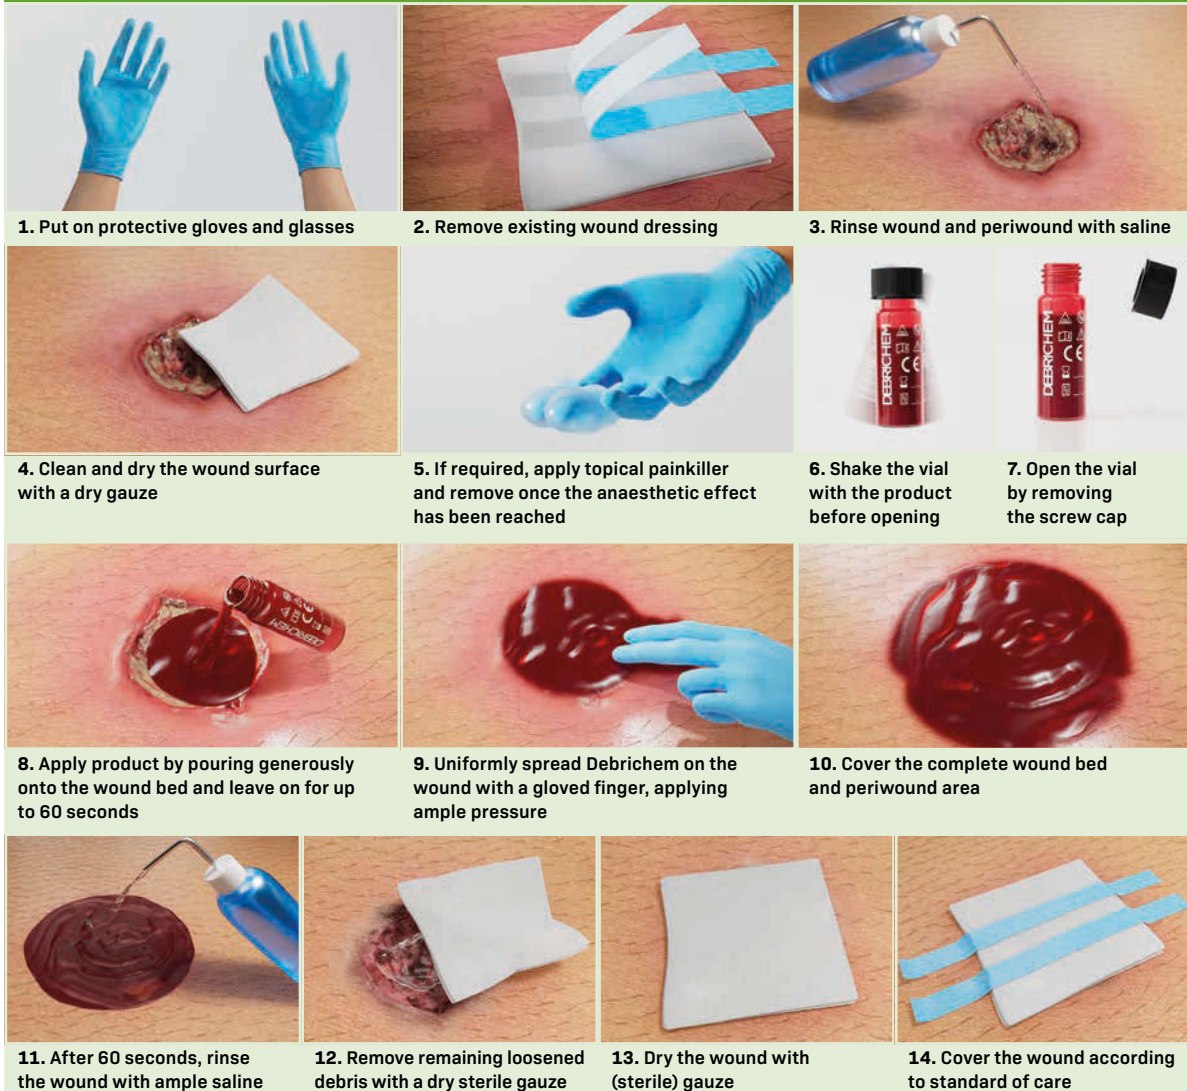 1. Put on protective gloves and glasses
2. Remove existing wound dressing
3. Rinse wound and periwound with saline
4. Clean and dry the wound surface
with a dry gauze
5. If required, apply topical painkiller
and remove once the anaesthetic effect
has been reached
DEBRICHEM
CE
6. Shake the vial
with the product
before opening
DEBRICHEM
CE
7. Open the vial
by removing
the screw cap
DEBRICHEM
8. Apply product by pouring generously
onto the wound bed and leave on for up
to 60 seconds
9. Uniformly spread Debrichem on the
wound with a gloved finger, applying
ample pressure
10. Cover the complete wound bed
and periwound area
11. After 60 seconds, rinse
the wound with ample saline
12. Remove remaining loosened
debris with a dry sterile gauze
13. Dry the wound with
(sterile) gauze
14. Cover the wound according
to standard of care